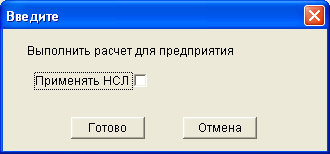 Введите
Выполнить расчет для предприятия
Применять НСЛ
Готово Отмена